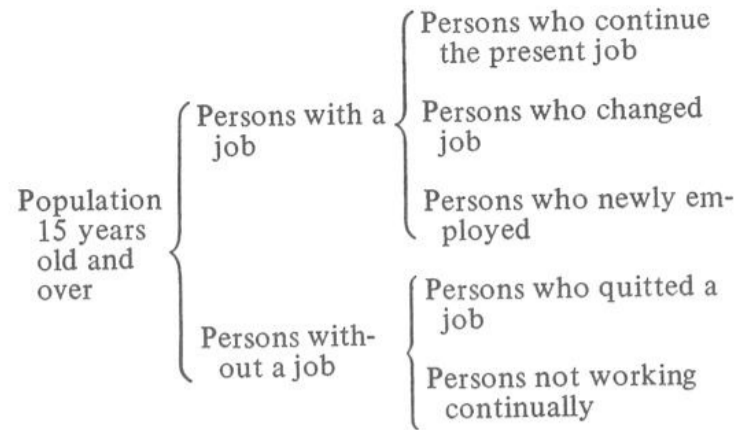 Population
15 years
old and
over
Persons with a
job
Persons who continue
the present job
Persons who changed
job
Persons who newly em-
ployed
Persons with-
out a job
Persons who quitted a
job
Persons not working
continually